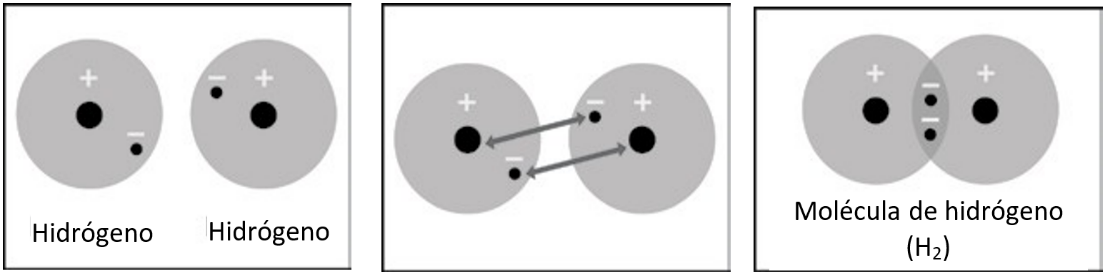 + − +
−
Hidrógeno Hidrógeno
+ − +
−
+ − +
−
Molécula de hidrógeno
(H₂)